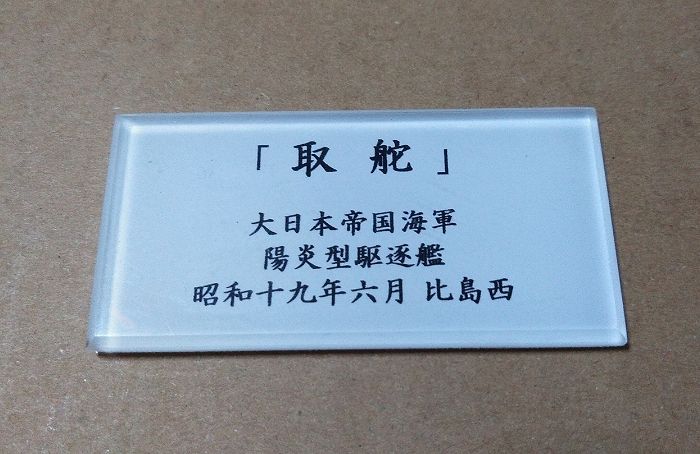 「取舵」
大日本帝国海軍
陽炎型駆逐艦
昭和十九年六月 比島西